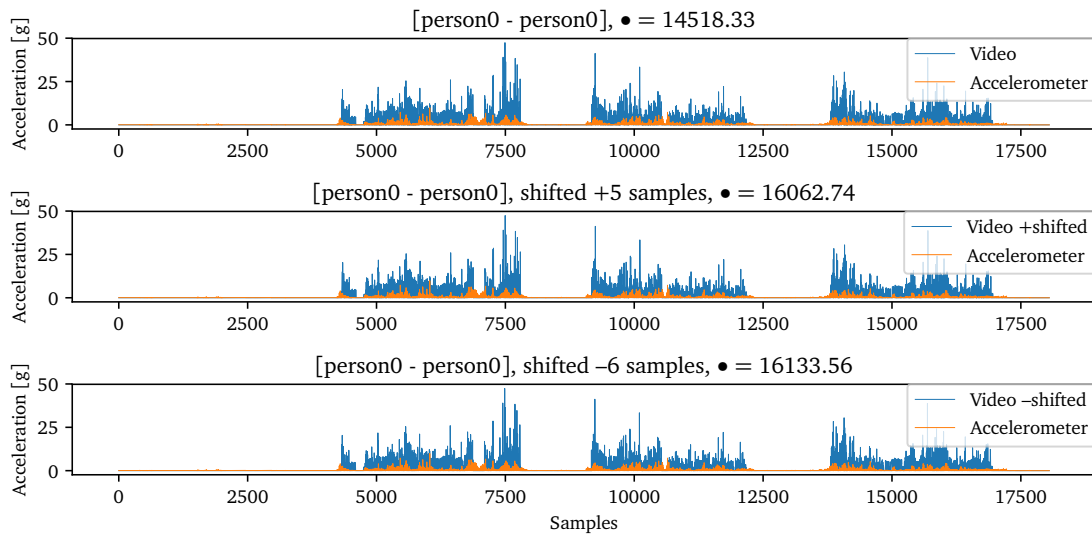 [person0 - person0], • = 14518.33
Acceleration [g]
50
25
0
Video
Accelerometer
0 2500 5000 7500 10000 12500 15000 17500
[person0 - person0], shifted +5 samples, • = 16062.74
Acceleration [g]
50
25
0
Video +shifted
Accelerometer
0 2500 5000 7500 10000 12500 15000 17500
[person0 - person0], shifted –6 samples, • = 16133.56
Acceleration [g]
50
25
0
Video –shifted
Accelerometer
0 2500 5000 7500 10000 12500 15000 17500
Samples